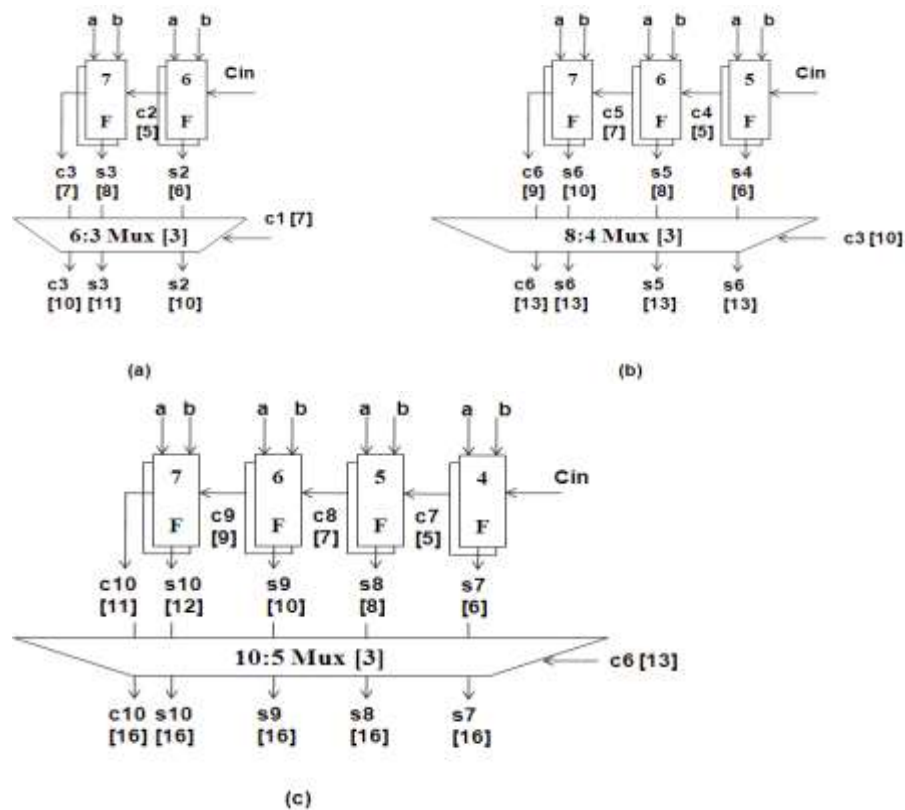 a b a b
7 6 Cin
F F
c2
[5]
c3 s3 s2
[7] [8] [6]
c1 [7]
6:3 Mux [3]
c3 s3 s2
[10] [11] [10]
(a)
a b a b a b
7 6 5 Cin
F F F
c5 c4
[7] [5]
c6 s6 s5 s4
[9] [10] [8] [6]
8:4 Mux [3]
c3 [10]
c6 s6 s5 s6
[13] [13] [13] [13]
(b)
a b a b a b a b
7 6 5 4 Cin
F F F F
c9 c8 c7
[9] [7] [5]
c10 s10 s9 s8 s7
[11] [12] [10] [8] [6]
10:5 Mux [3]
c6 [13]
c10 s10 s9 s8 s7
[16] [16] [16] [16] [16]
(c)